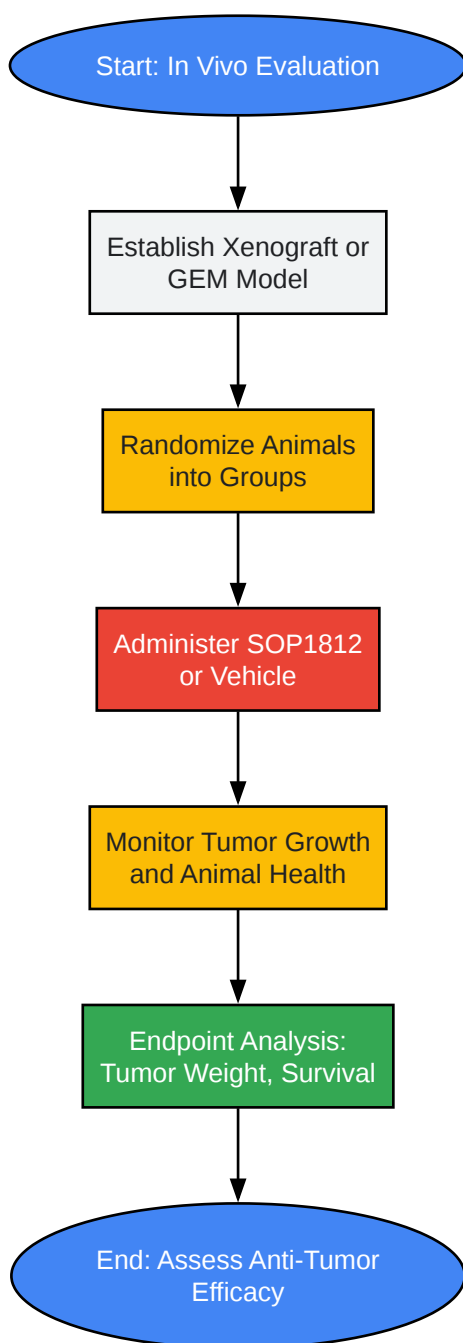 Start: In Vivo Evaluation
Establish Xenograft or
GEM Model
Randomize Animals
into Groups
Administer SOP1812
or Vehicle
Monitor Tumor Growth
and Animal Health
Endpoint Analysis:
Tumor Weight, Survival
End: Assess Anti-Tumor
Efficacy